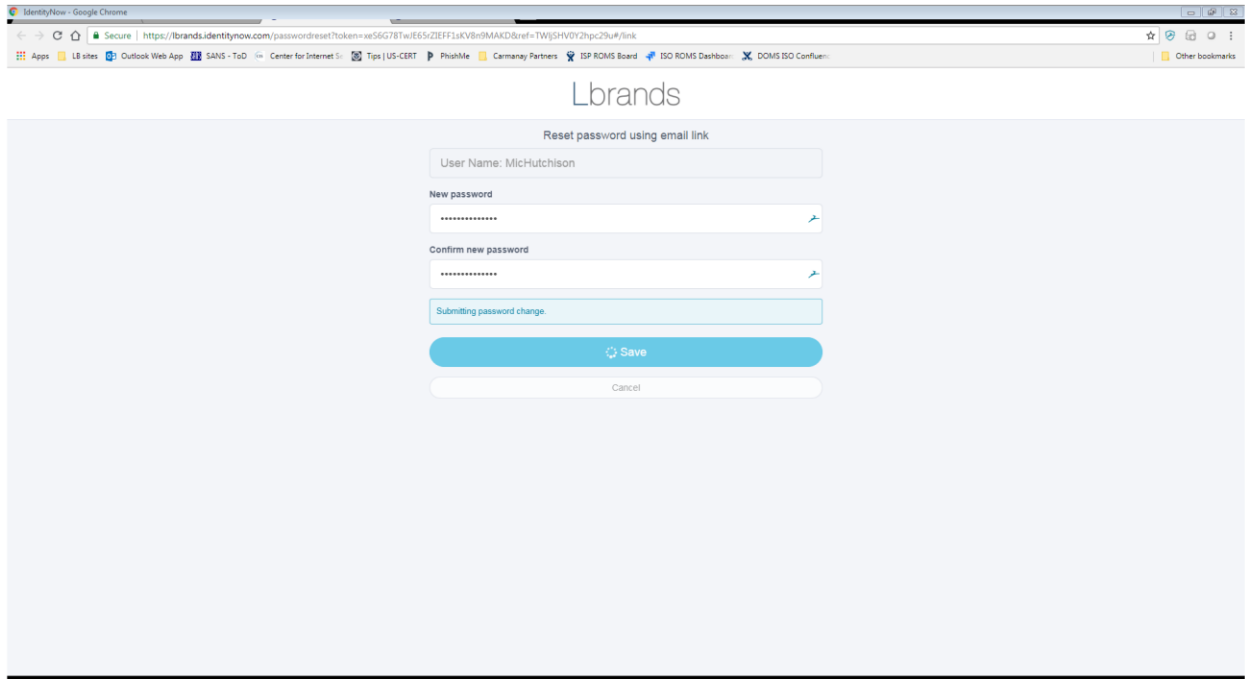 IdentityNow - Google Chrome
Secure | https://lbrands.identitynow.com/passwordreset?token=xeS6G78TwJE65rZIEFF1sKV8n9MAKD&ref=TWljSHV0Y2hpc29u#/link
Apps LB sites Outlook Web App SANS - ToD Center for Internet Se Tips | US-CERT PhishMe Carmanay Partners ISP ROMS Board ISO ROMS Dashboar DOMS ISO Confluenc Other bookmarks
Lbrands
Reset password using email link
User Name: MicHutchison
New password
••••••••••••••
Confirm new password
••••••••••••••
Submitting password change.
Save
Cancel